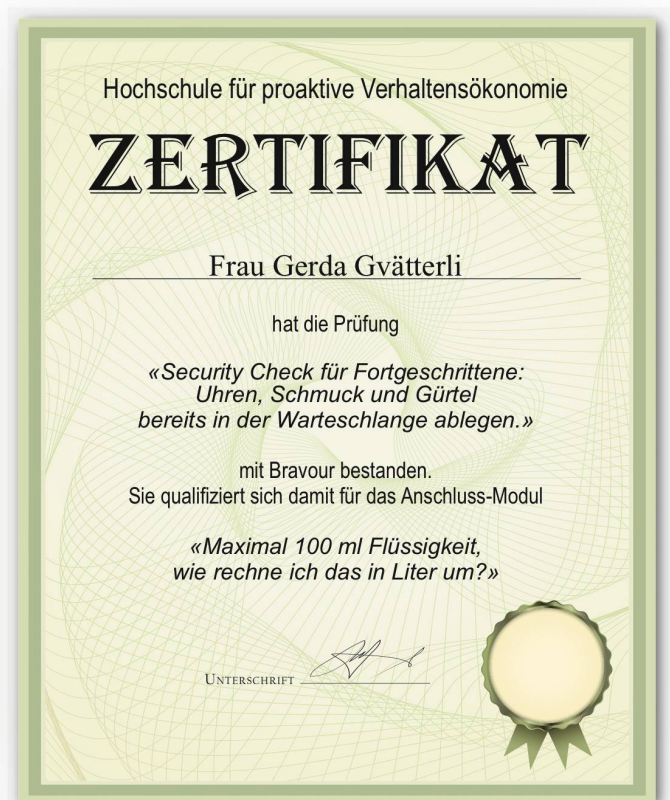 Hochschule für proaktive Verhaltensökonomie
ZERTIFIKAT
Frau Gerda Gvätterli
hat die Prüfung
«Security Check für Fortgeschrittene:
Uhren, Schmuck und Gürtel
bereits in der Warteschlange ablegen.»
mit Bravour bestanden.
Sie qualifiziert sich damit für das Anschluss-Modul
«Maximal 100 ml Flüssigkeit,
wie rechne ich das in Liter um?»
UNTERSCHRIFT